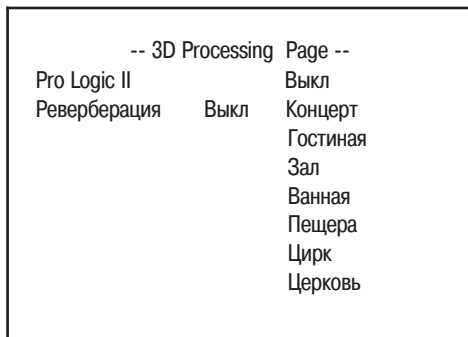 -- 3D Processing Page --
Pro Logic II Выкл
Реверберация Выкл Концерт
Гостиная
Зал
Ванная
Пещера
Цирк
Церковь